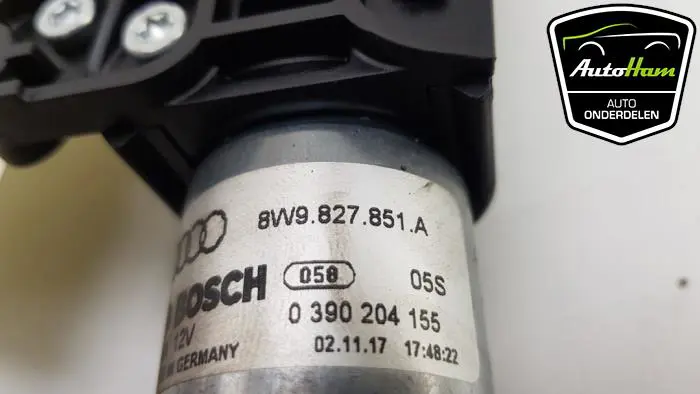 AutoHam
AUTO
ONDERDELEN
8W9.827.851.A
BOSCH
058
05S
0 390 204 155
12V
GERMANY
02.11.17 17:48:22